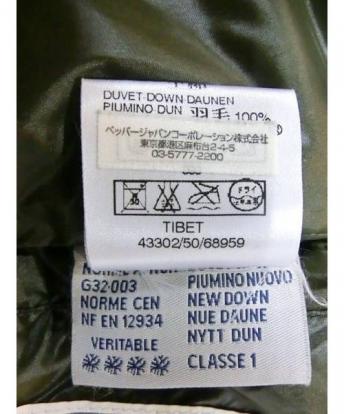 DUVET-DOWN-DAUNEN
PIUMINO DUN 羽毛 100%
®
ペッパージャパンコーポレーション株式会社
東京都港区麻布台2-4-5
03-5777-2200
ドライ
TIBET
43302/50/68959
G32-003
NORME CEN
NF EN 12934
VERITABLE
PIUMINO NUOVO
NEW DOWN
NUE DAUNE
NYTT DUN
CLASSE 1